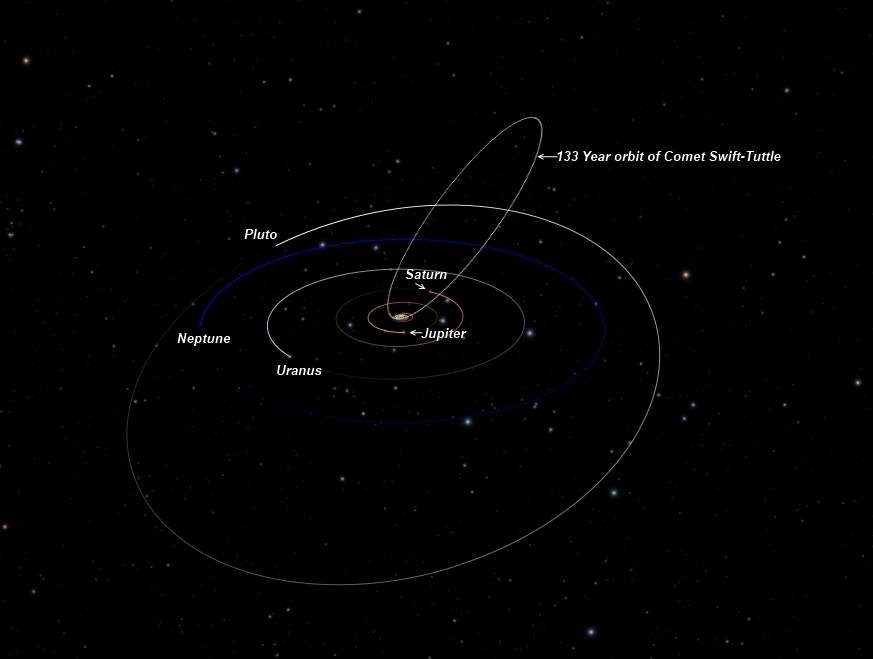 133 Year orbit of Comet Swift-Tuttle
Pluto
Saturn
Neptune
Jupiter
Uranus